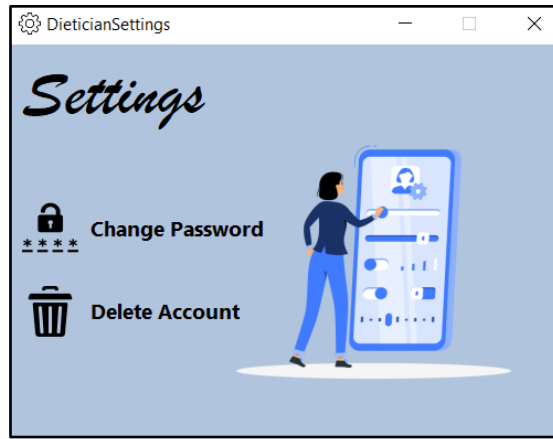 DieticianSettings
Settings
Change Password
* * * *
Delete Account